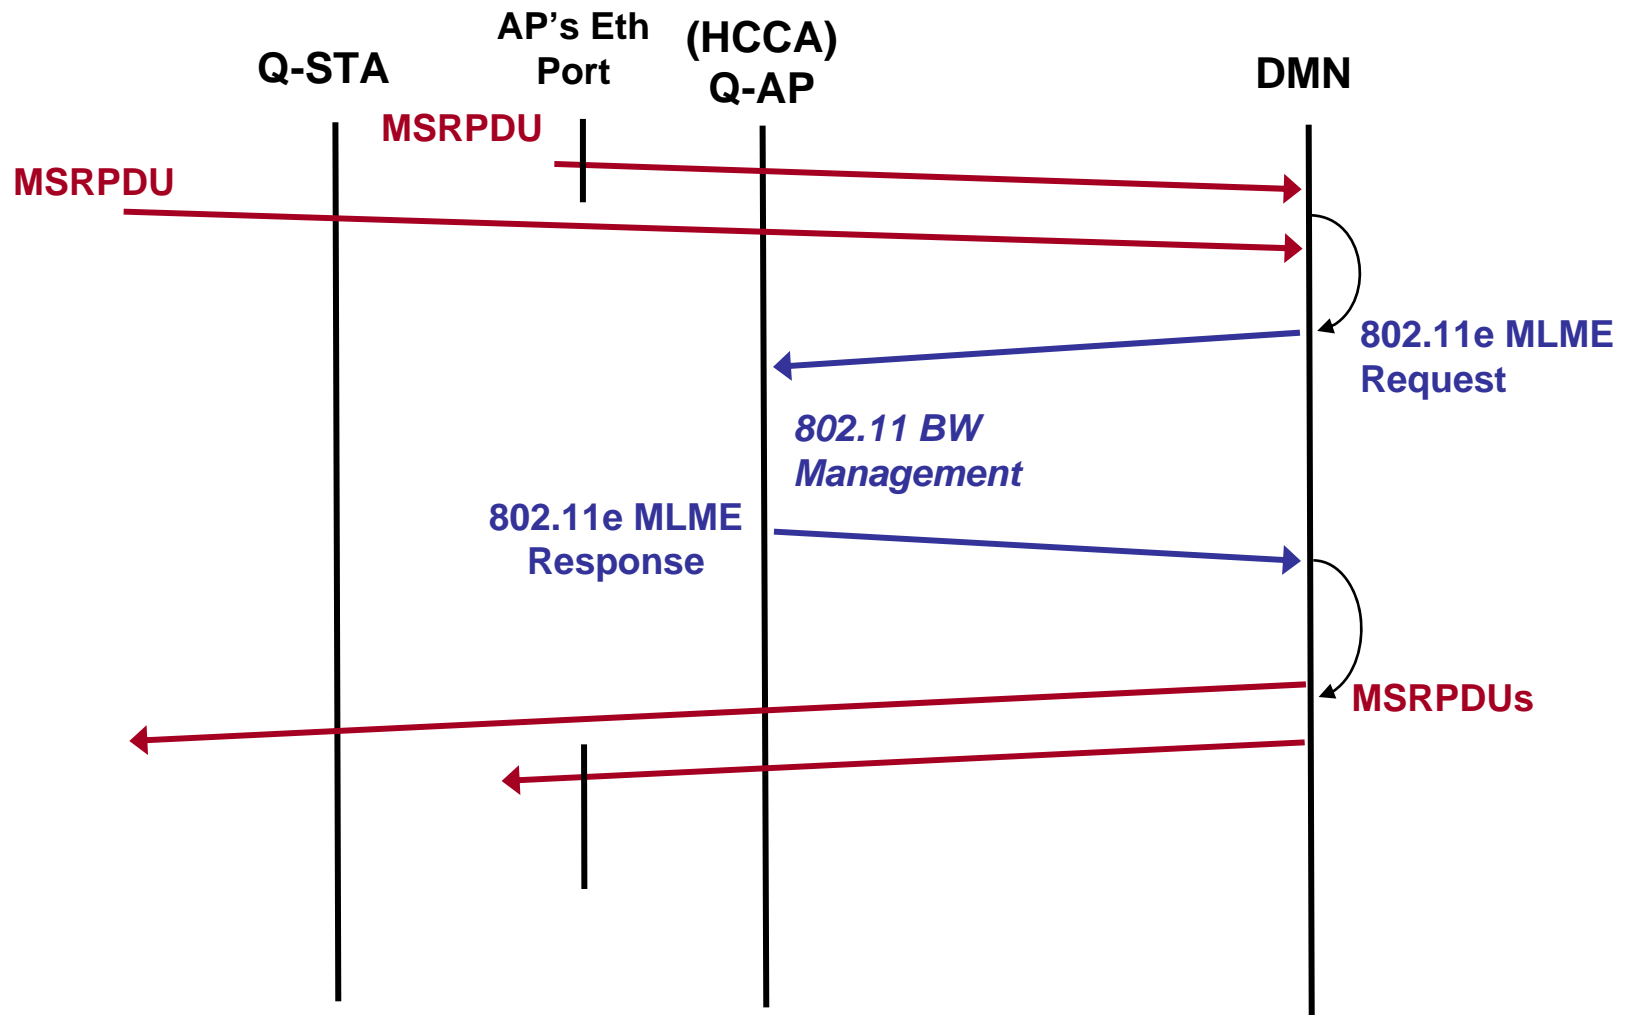 AP's Eth
Port
(HCCA)
Q-AP
Q-STA
DMN
MSRPDU
MSRPDU
802.11e MLME
Request
802.11 BW
Management
802.11e MLME
Response
MSRPDUs